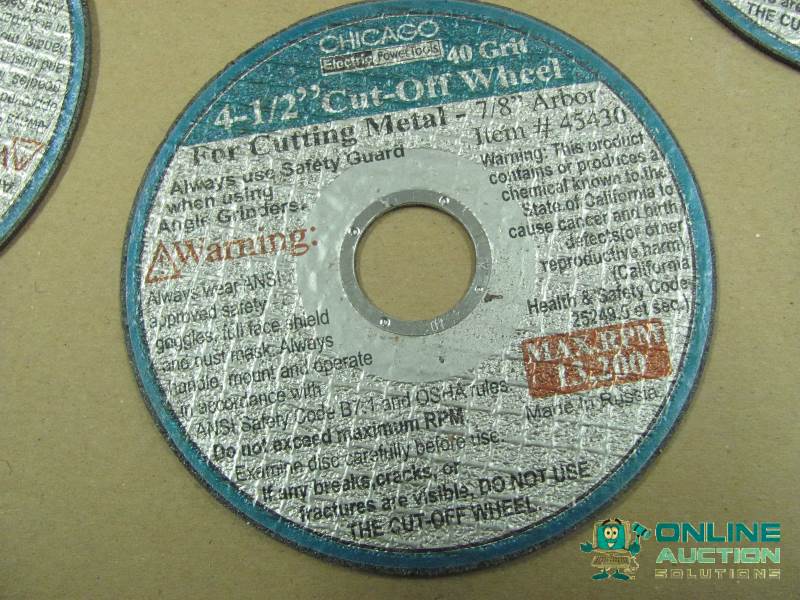 CHICAGO
Electric Power Tools
40 Grit
4-1/2” Cut-Off Wheel
For Cutting Metal - 7/8” Arbor
Item # 45430
Always use Safety Guard
when using
Angle Grinders.
Warning:
Always wear ANSI
approved safety
goggles, full face shield
and dust mask. Always
handle, mount and operate
in accordance with
ANSI Safety Code B7.1 and OSHA rules
Do not exceed maximum RPM
Examine disc carefully before use:
If any breaks, cracks, or
fractures are visible, DO NOT USE
THE CUT-OFF WHEEL
Warning: This product
contains or produces a
chemical known to the
State of California to
cause cancer and birth
defects(or other
reproductive harm)
(California
Health & Safety Code
25249.5 et sec.)
MAX.RPM
13,200
Made in Russia
THE CUT-
ONLINE
AUCTION
SOLUTIONS